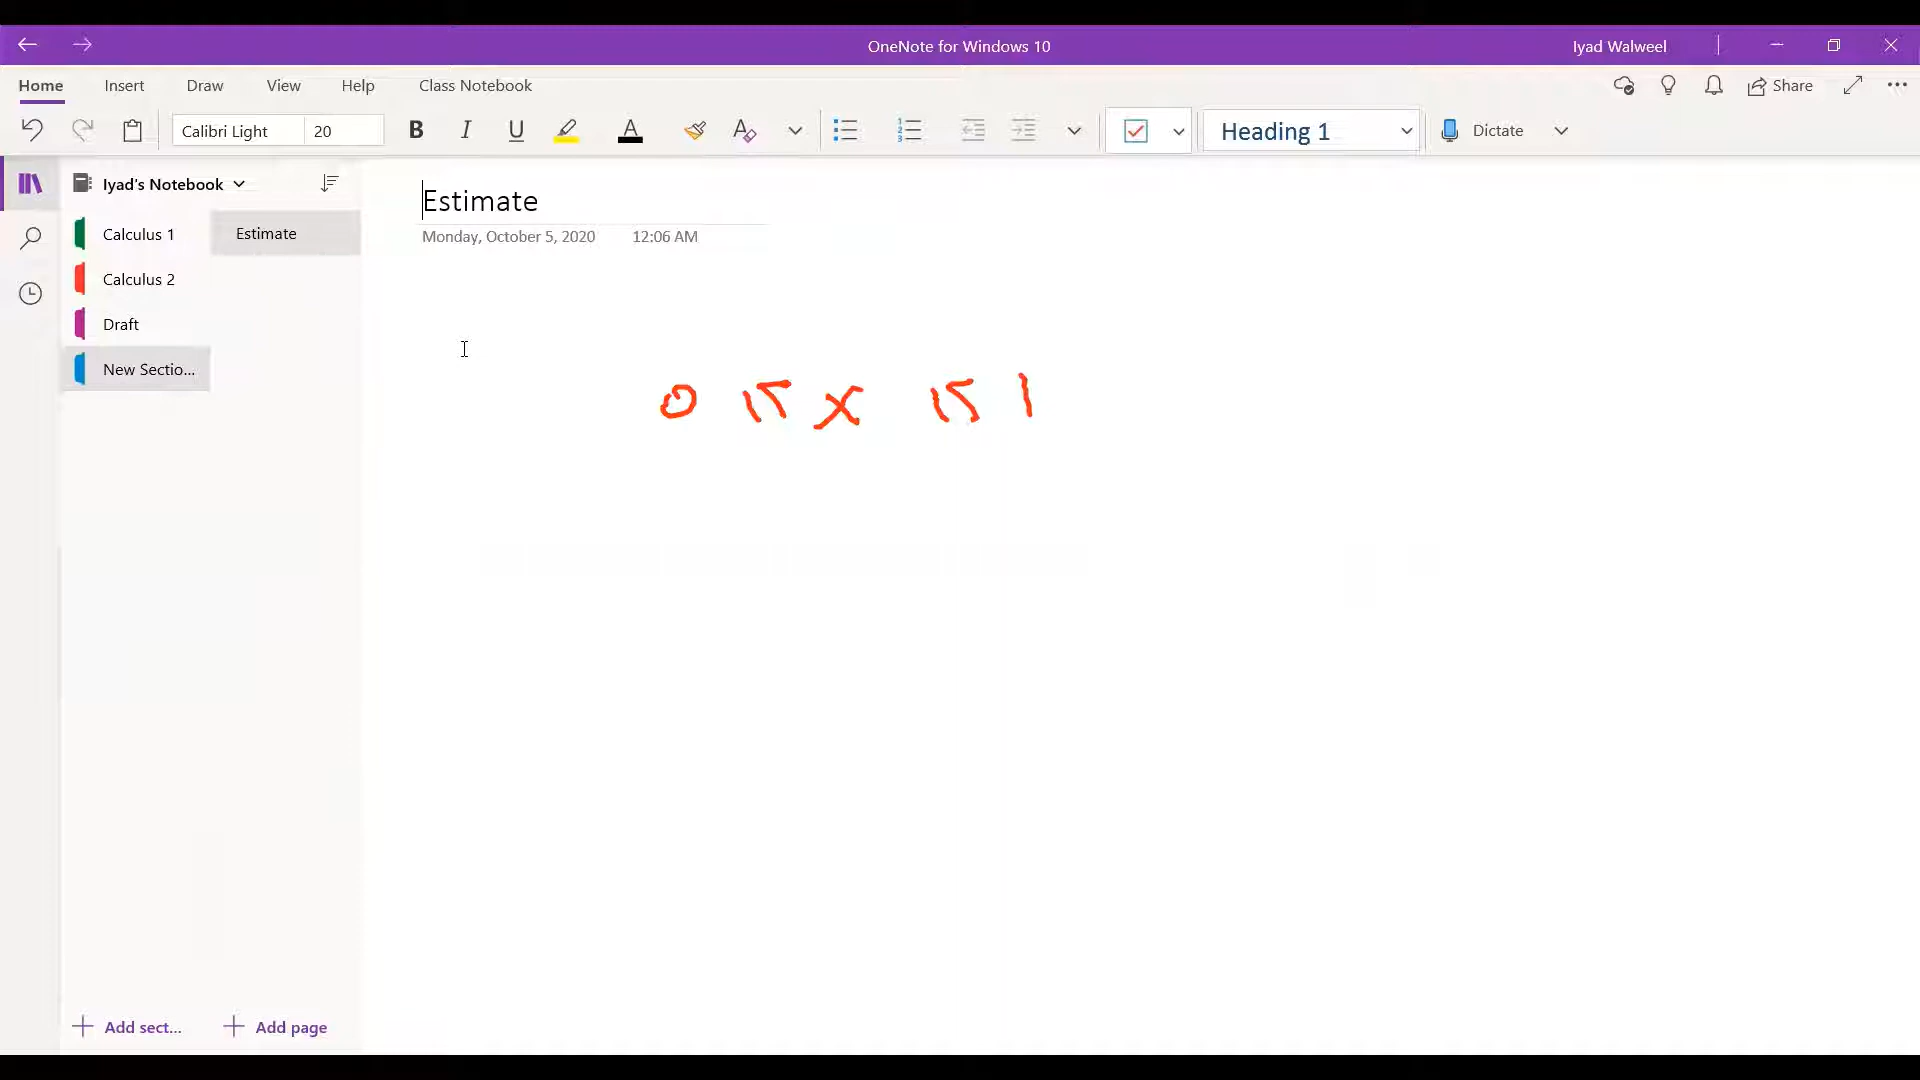 OneNote for Windows 10
Iyad Walweel
Home Insert Draw View Help Class Notebook
Share
Calibri Light 20
B I U A A
Heading 1
Dictate
Iyad's Notebook
Calculus 1
Calculus 2
Draft
New Sectio...
Estimate
Estimate
Monday, October 5, 2020 12:06 AM
0 ≤ x ≤ 1
Add sect...
Add page